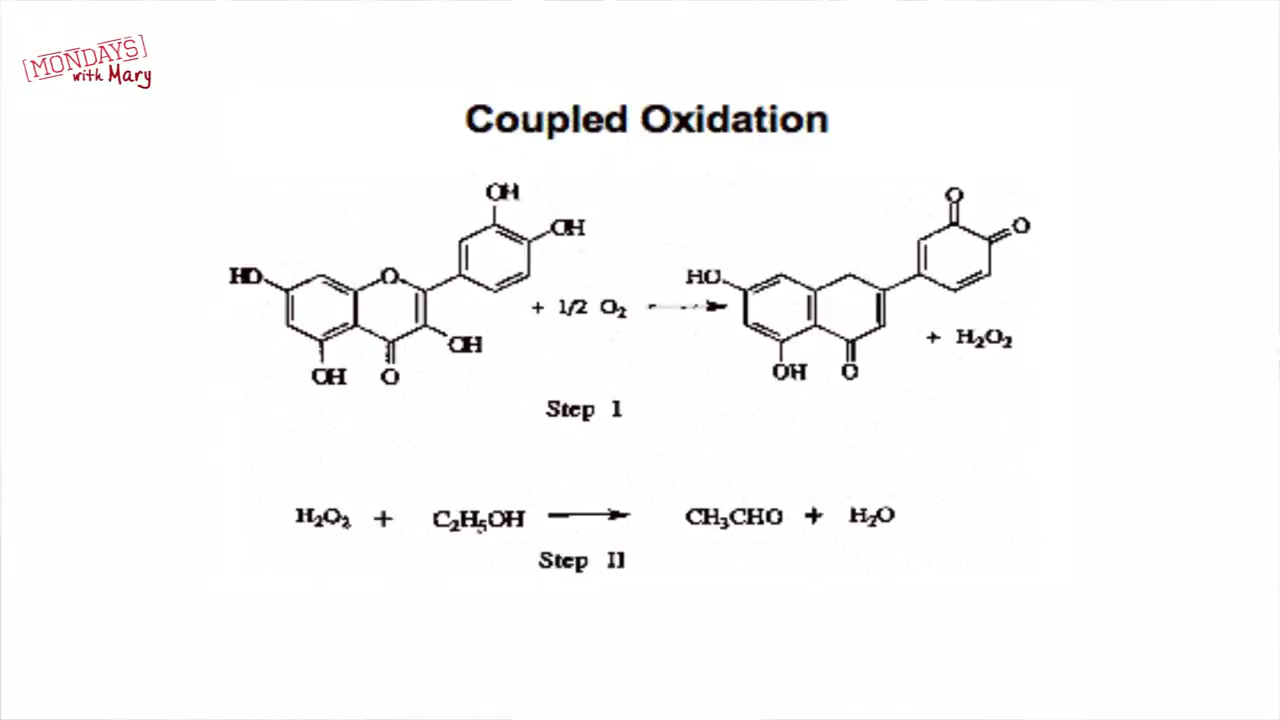 [MONDAYS]
with Mary
Coupled Oxidation
OH
OH
HO
O
OH
OH
O
+ 1/2 O₂
O
O
HO
OH
O
+ H₂O₂
Step I
H₂O₂ + C₂H₅OH CH₃CHO + H₂O
Step II